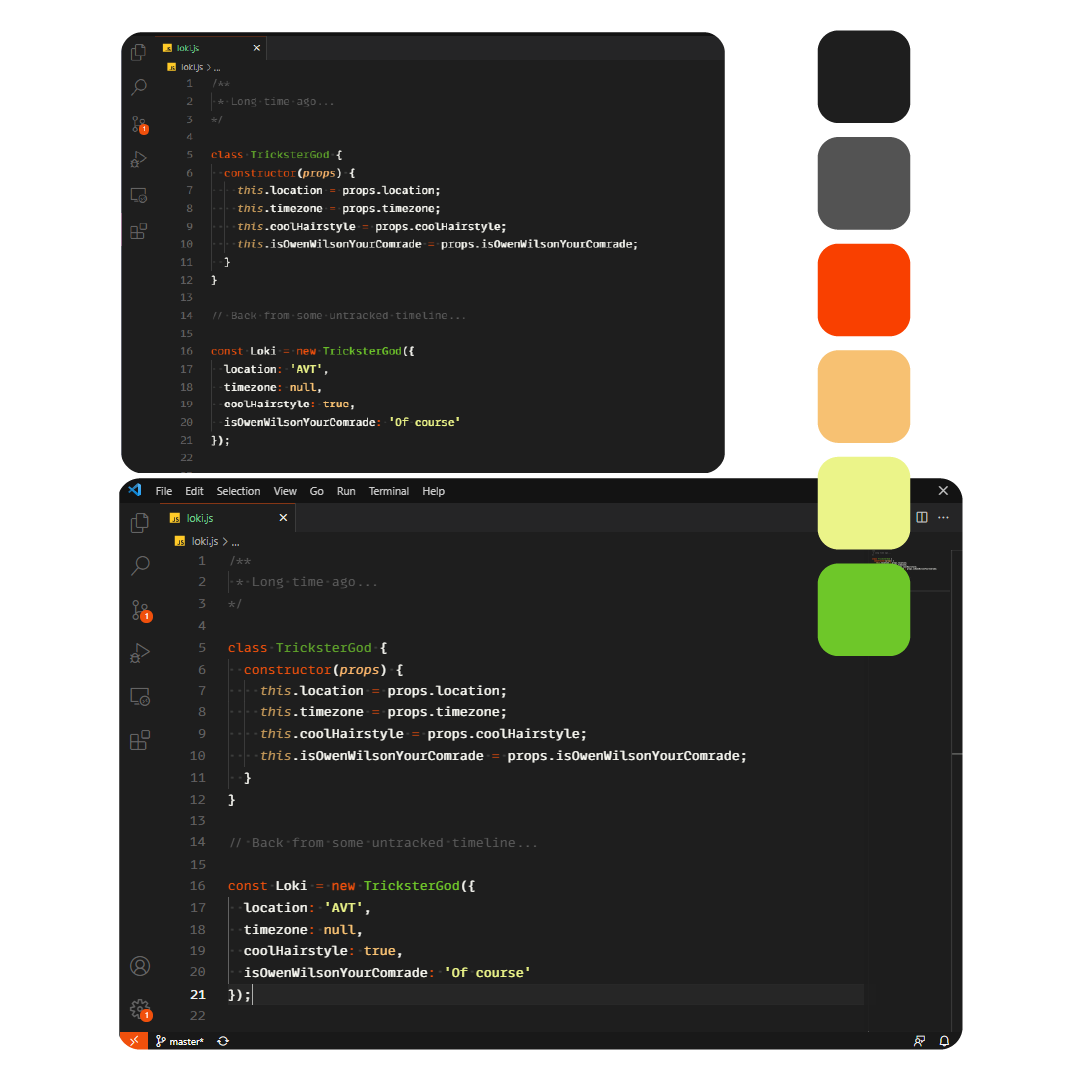 loki.js
loki.js > ...
1 /**
2 * Long time ago...
3 */
4
5 class TricksterGod {
6 constructor(props) {
7 this.location = props.location;
8 this.timezone = props.timezone;
9 this.coolHairstyle = props.coolHairstyle;
10 this.isOwenWilsonYourComrade = props.isOwenWilsonYourComrade;
11 }
12 }
13
14 // Back from some untracked timeline...
15
16 const Loki = new TricksterGod({
17 location: 'AVT',
18 timezone: null,
19 coolHairstyle: true,
20 isOwenWilsonYourComrade: 'Of course'
21 });
22
1
File Edit Selection View Go Run Terminal Help
JS loki.js
JS loki.js > ...
1 /**
2 * Long time ago...
3 */
4
5 class TricksterGod {
6 constructor(props) {
7 this.location = props.location;
8 this.timezone = props.timezone;
9 this.coolHairstyle = props.coolHairstyle;
10 this.isOwenWilsonYourComrade = props.isOwenWilsonYourComrade;
11 }
12 }
13
14 // Back from some untracked timeline...
15
16 const Loki = new TricksterGod({
17 location: 'AVT',
18 timezone: null,
19 coolHairstyle: true,
20 isOwenWilsonYourComrade: 'Of course'
21 });
22
1
1
master*